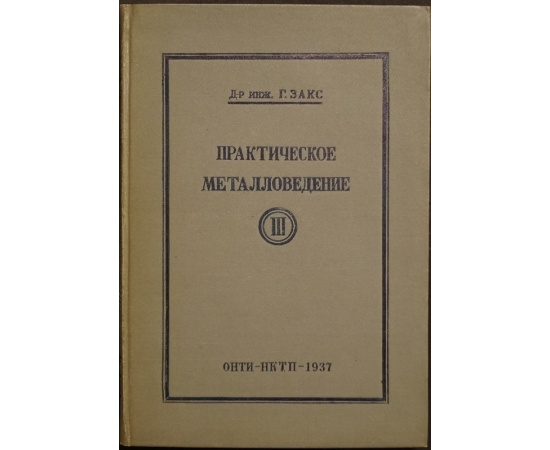 Д-Р ИНЖ. Г. ЗАКС
ПРАКТИЧЕСКОЕ
МЕТАЛЛОВЕДЕНИЕ
III
ОНТИ-НКТП-1937